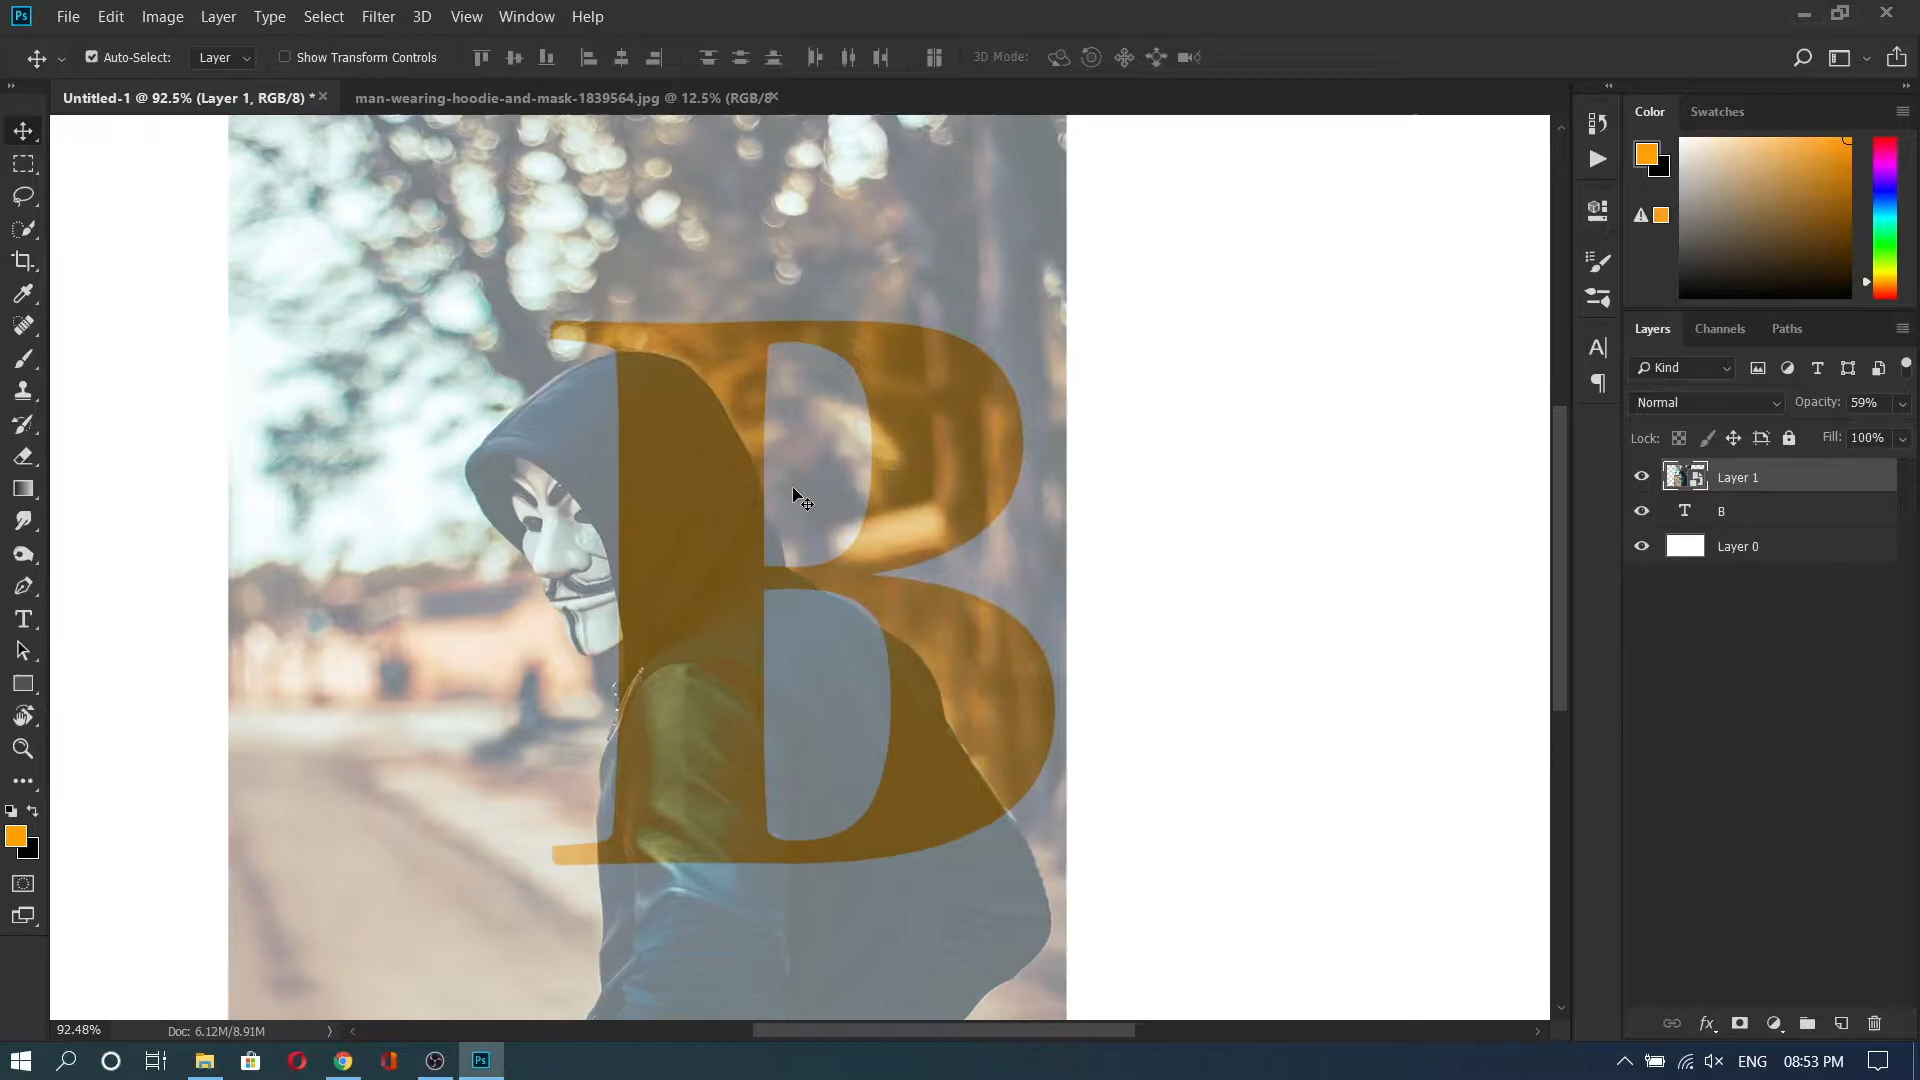 Ps File Edit Image Layer Type Select Filter 3D View Window Help
Auto-Select: Layer Show Transform Controls 3D Mode:
Untitled-1 @ 92.5% (Layer 1, RGB/8) * man-wearing-hoodie-and-mask-1839564.jpg @ 12.5% (RGB/8
Color Swatches
Layers Channels Paths
Kind
Normal Opacity: 59%
Lock: Fill: 100%
Layer 1
T B
Layer 0
B
92.48% Doc: 6.12M/8.91M
fx
Ps ENG 08:53 PM